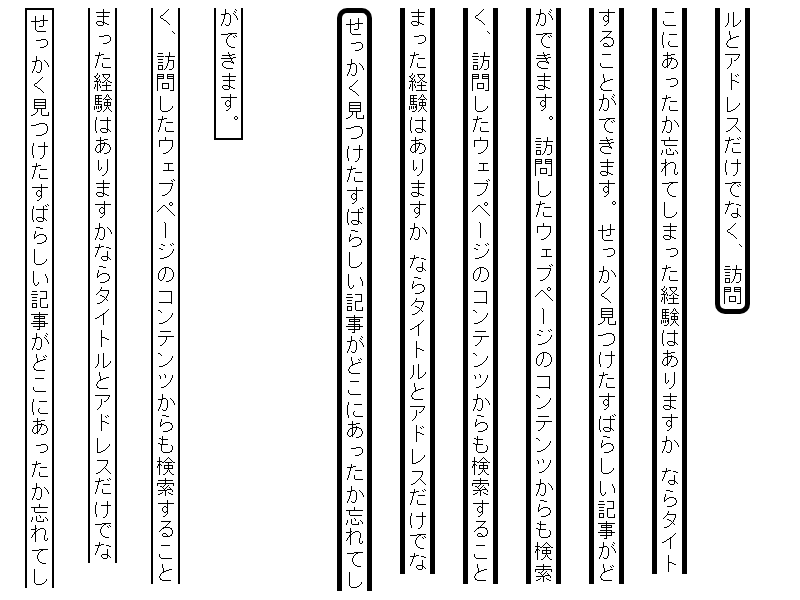 せっかく見つけたすばらしい記事がどこにあったか忘れてし
まった経験はありますかならタイトルとアドレスだけでな
く、訪問したウェブページのコンテンツからも検索すること
ができます。
せっかく見つけたすばらしい記事がどこにあったか忘れてし
まった経験はありますか ならタイトルとアドレスだけでな
く、訪問したウェブページのコンテンツからも検索すること
ができます。 訪問したウェブページのコンテンツからも検索
することができます。 せっかく見つけたすばらしい記事がど
こにあったか忘れてしまった経験はありますか ならタイト
ルとアドレスだけでなく、訪問